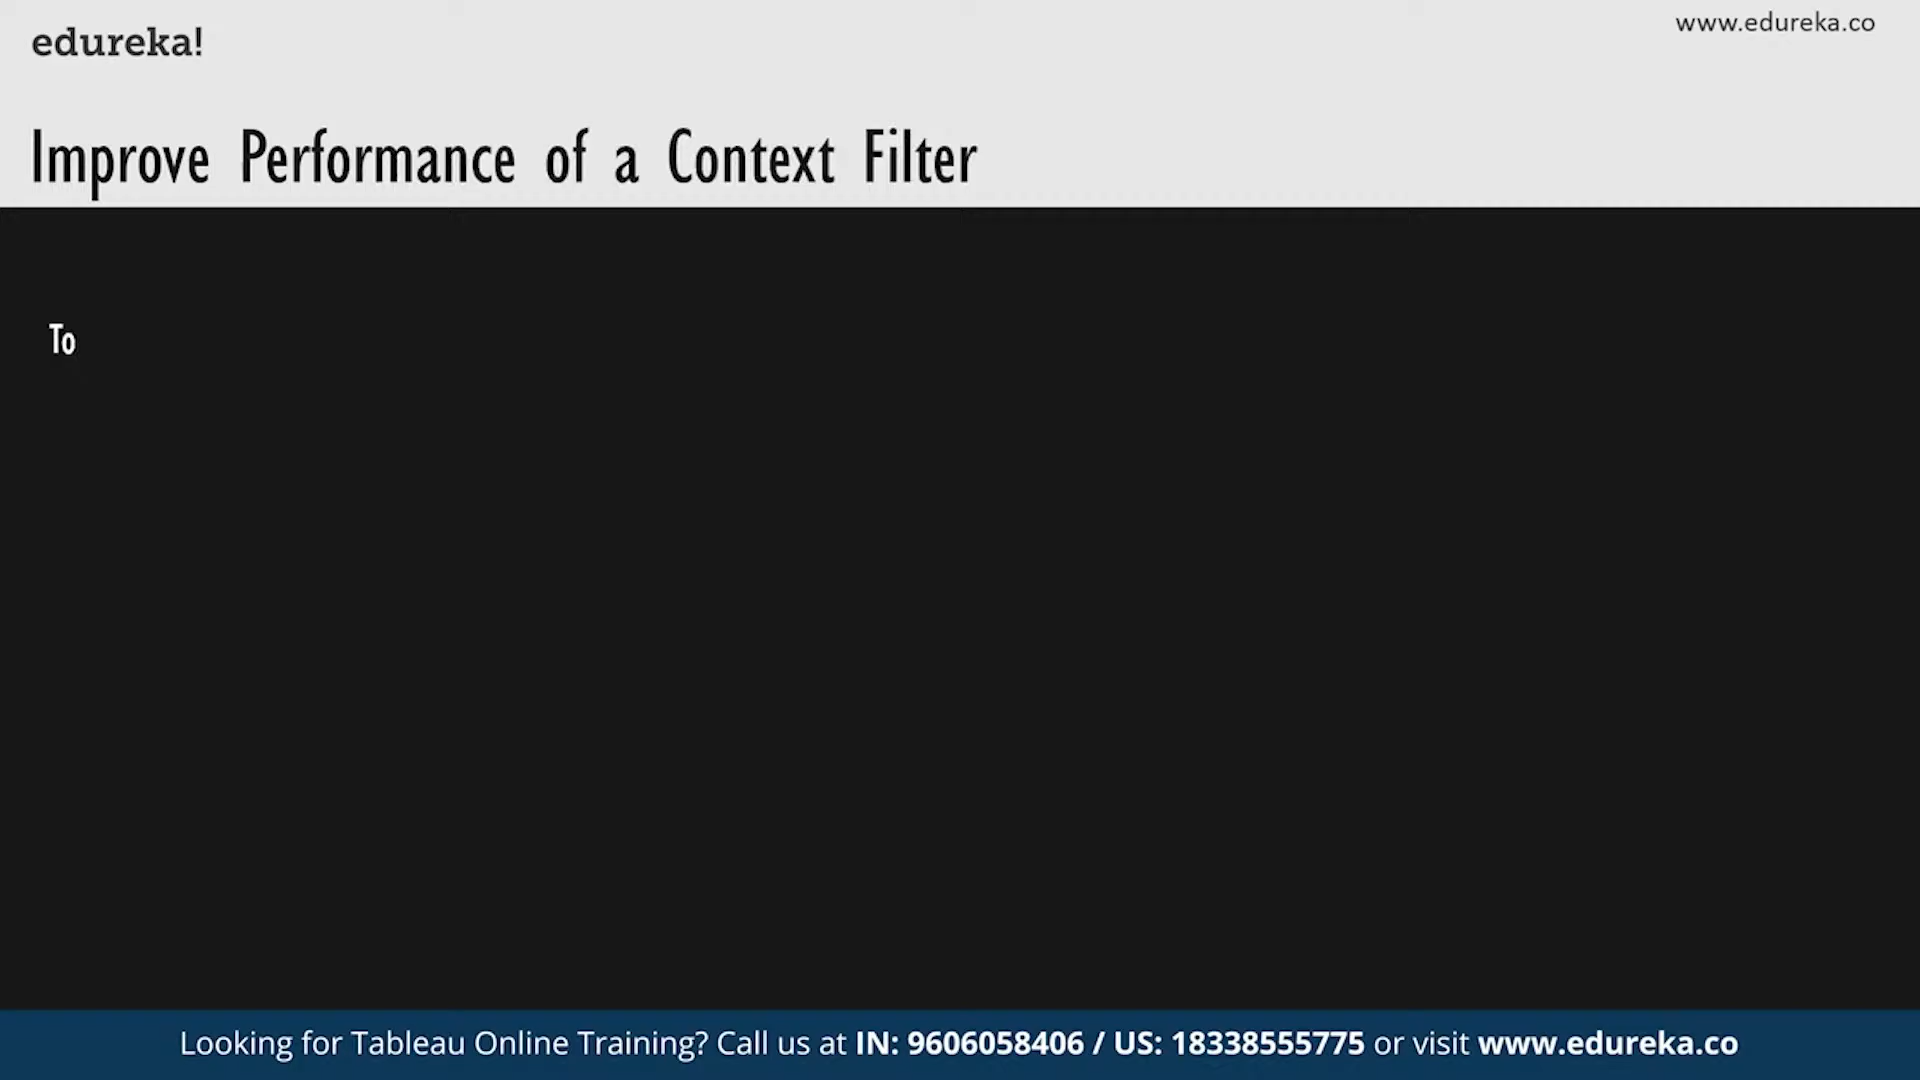 edureka!
www.edureka.co
Improve Performance of a Context Filter
To
Looking for Tableau Online Training? Call us at IN: 9606058406 / US: 18338555775 or visit www.edureka.co